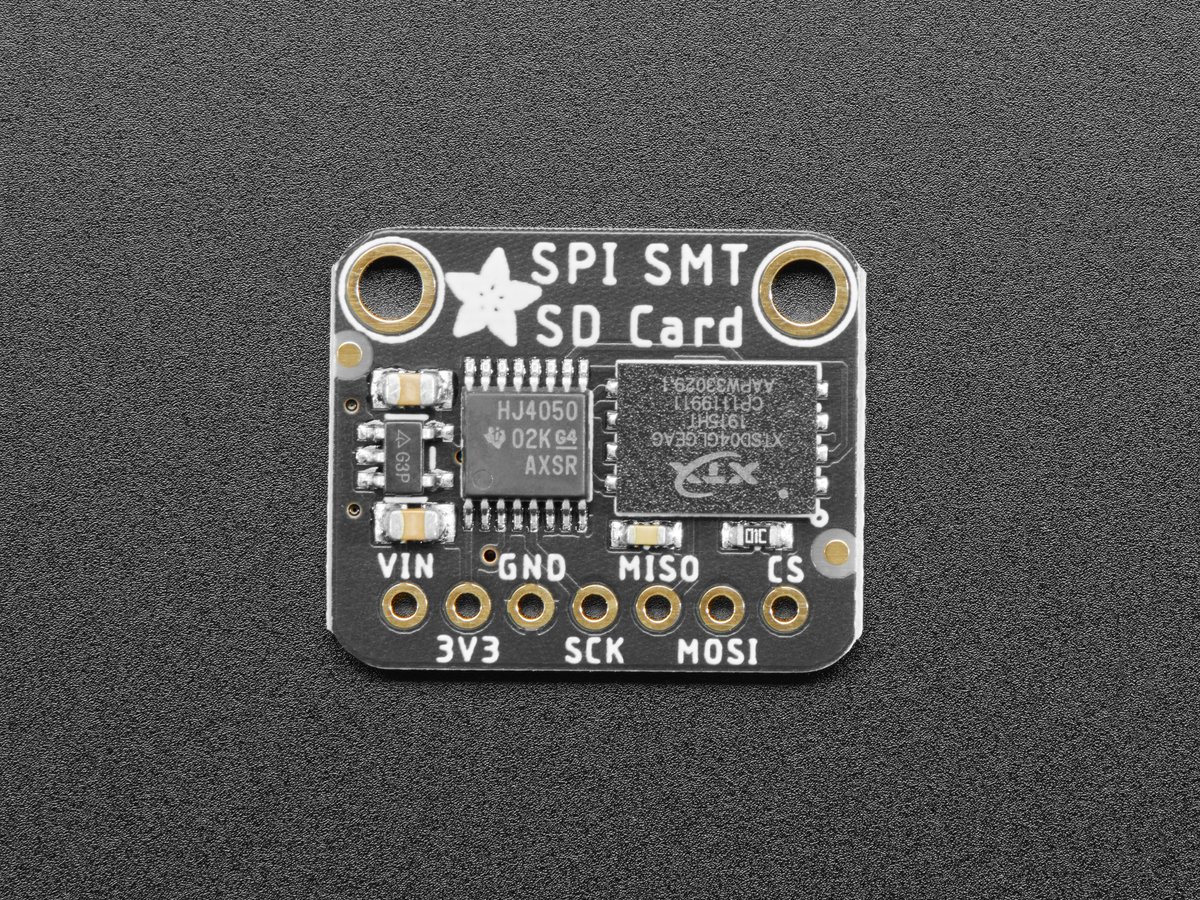 SPI SMT
SD Card
HJ4050
02K G4
AXSR
G3P
XTX
XTSD04GLGEAG
1915HT
CP1119911
AAPW33029.1
01C
VIN GND MISO CS
3V3 SCK MOSI